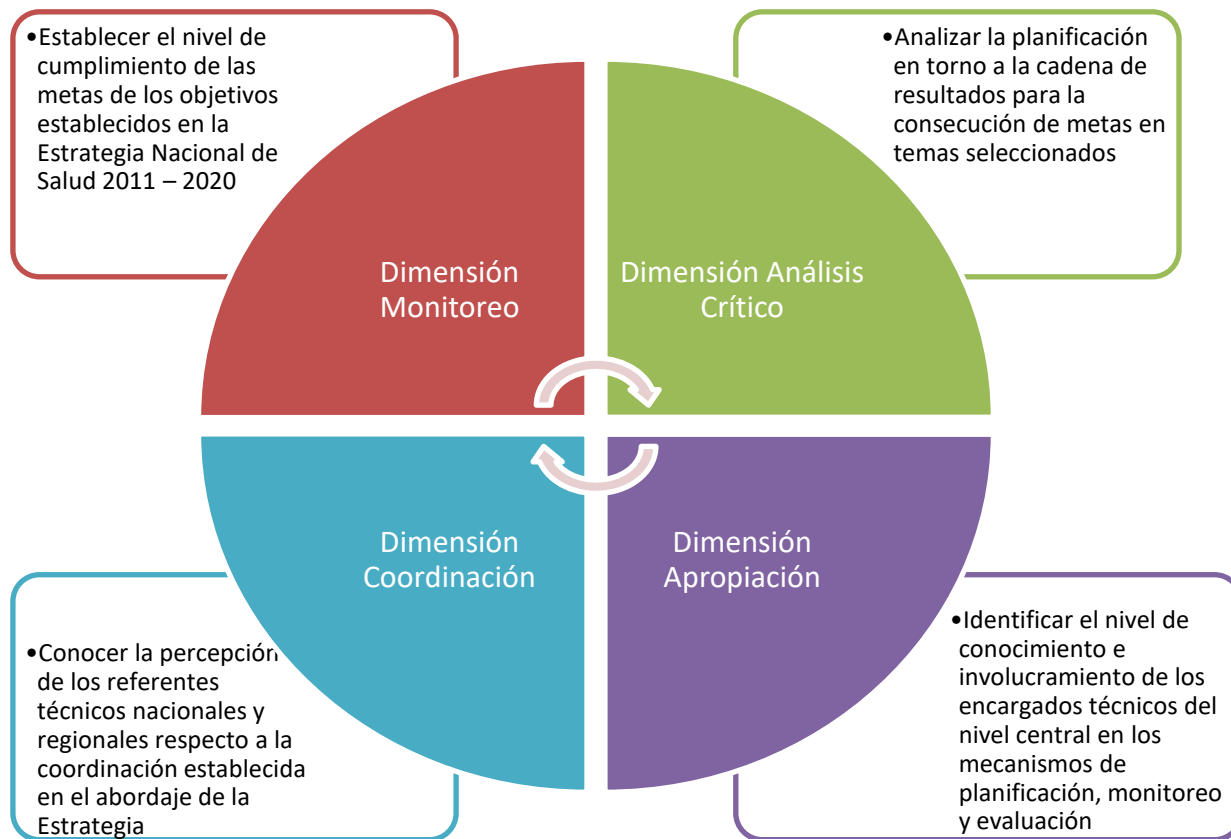 •Establecer el nivel de
cumplimiento de las
metas de los objetivos
establecidos en la
Estrategia Nacional de
Salud 2011 – 2020
•Analizar la planificación
en torno a la cadena de
resultados para la
consecución de metas en
temas seleccionados
Dimensión
Monitoreo
Dimensión Análisis
Crítico
Dimensión
Coordinación
Dimensión
Apropiación
•Conocer la percepción
de los referentes
técnicos nacionales y
regionales respecto a la
coordinación establecida
en el abordaje de la
Estrategia
•Identificar el nivel de
conocimiento e
involucramiento de los
encargados técnicos del
nivel central en los
mecanismos de
planificación, monitoreo
y evaluación